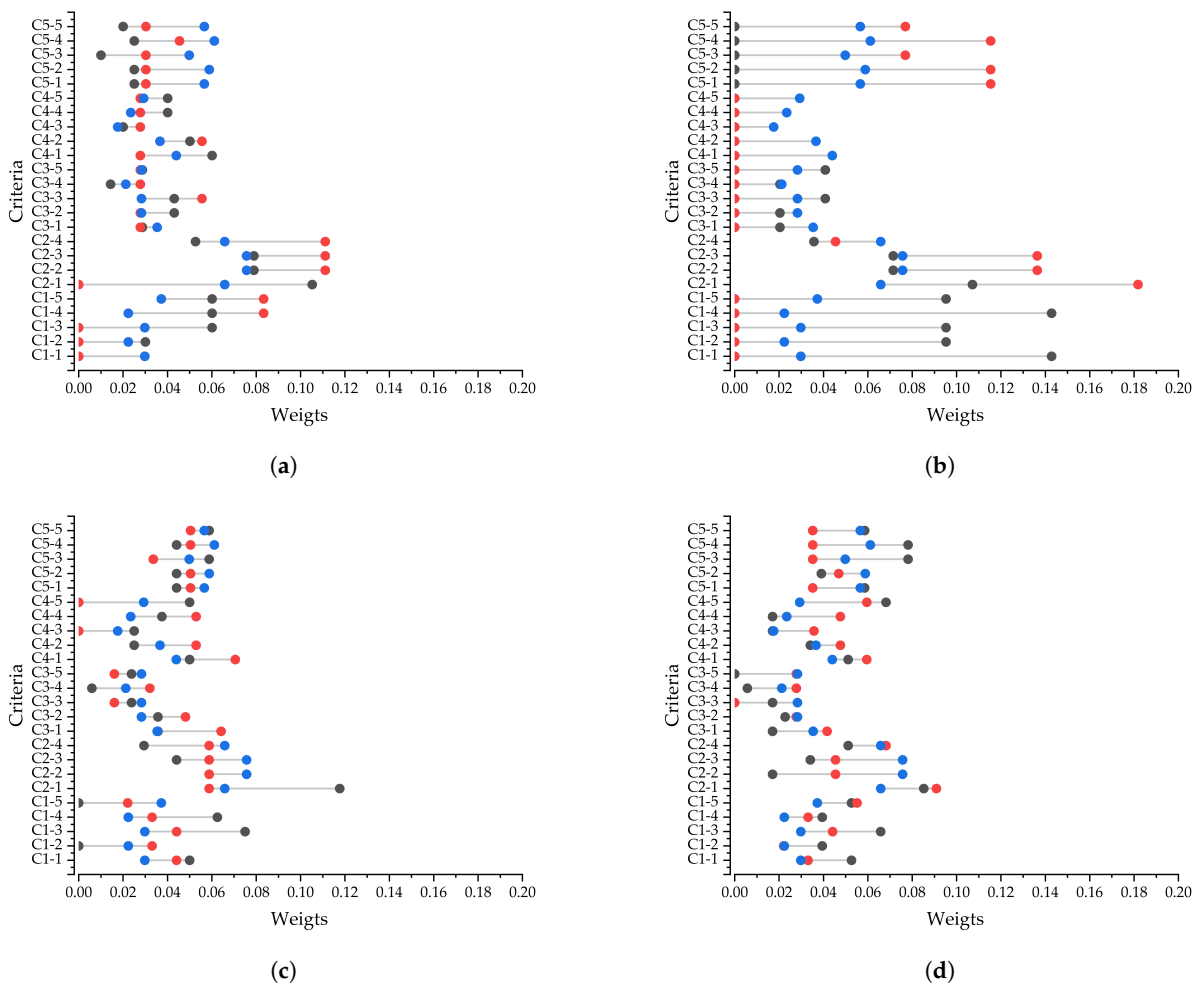 C5-5
C5-4
C5-3
C5-2
C5-1
C4-5
C4-4
C4-3
C4-2
C4-1
C3-5
C3-4
C3-3
C3-2
C3-1
C2-4
C2-3
C2-2
C2-1
C1-5
C1-4
C1-3
C1-2
C1-1
Criteria
0.00 0.02 0.04 0.06 0.08 0.10 0.12 0.14 0.16 0.18 0.20
Weigts
(a)
C5-5
C5-4
C5-3
C5-2
C5-1
C4-5
C4-4
C4-3
C4-2
C4-1
C3-5
C3-4
C3-3
C3-2
C3-1
C2-4
C2-3
C2-2
C2-1
C1-5
C1-4
C1-3
C1-2
C1-1
Criteria
0.00 0.02 0.04 0.06 0.08 0.10 0.12 0.14 0.16 0.18 0.20
Weigts
(b)
C5-5
C5-4
C5-3
C5-2
C5-1
C4-5
C4-4
C4-3
C4-2
C4-1
C3-5
C3-4
C3-3
C3-2
C3-1
C2-4
C2-3
C2-2
C2-1
C1-5
C1-4
C1-3
C1-2
C1-1
Criteria
0.00 0.02 0.04 0.06 0.08 0.10 0.12 0.14 0.16 0.18 0.20
Weigts
(c)
C5-5
C5-4
C5-3
C5-2
C5-1
C4-5
C4-4
C4-3
C4-2
C4-1
C3-5
C3-4
C3-3
C3-2
C3-1
C2-4
C2-3
C2-2
C2-1
C1-5
C1-4
C1-3
C1-2
C1-1
Criteria
0.00 0.02 0.04 0.06 0.08 0.10 0.12 0.14 0.16 0.18 0.20
Weigts
(d)